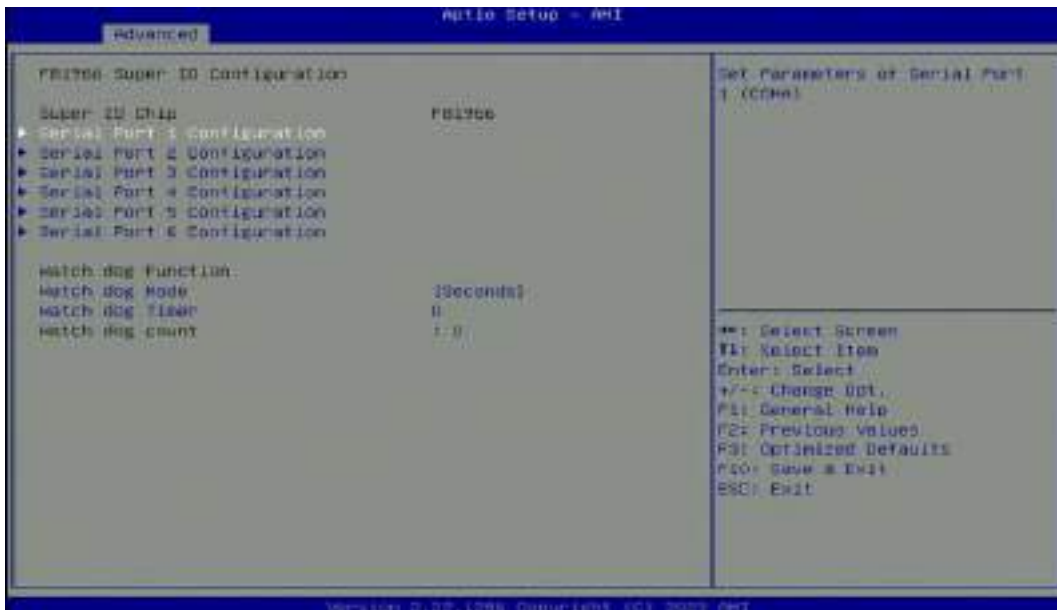 Aptio Setup - AMI
Advanced
F81966 Super IO Configuration
Super IO Chip F81966
Serial Port 1 Configuration
Serial Port 2 Configuration
Serial Port 3 Configuration
Serial Port 4 Configuration
Serial Port 5 Configuration
Serial Port 6 Configuration
Watch dog Function
Watch dog Mode [Seconds]
Watch dog Timer 0
Watch dog count : 0
Set Parameters of Serial Port
1 (COMA)
→←: Select Screen
↑↓: Select Item
Enter: Select
+/-: Change Opt.
F1: General Help
F2: Previous Values
F3: Optimized Defaults
F10: Save & Exit
ESC: Exit
Version Copyright (C) AMI